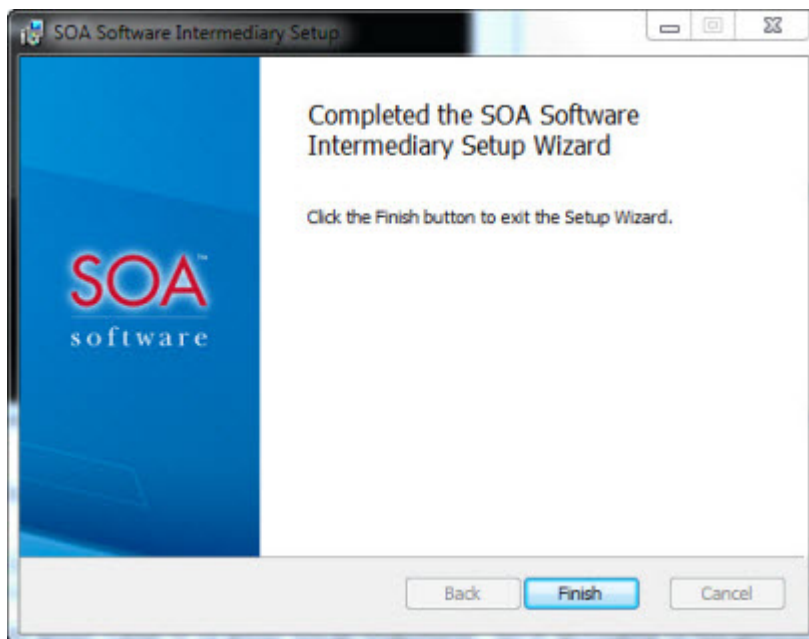 SOA Software Intermediary Setup
Completed the SOA Software
Intermediary Setup Wizard
Click the Finish button to exit the Setup Wizard.
SOA™
software
Back
Finish
Cancel